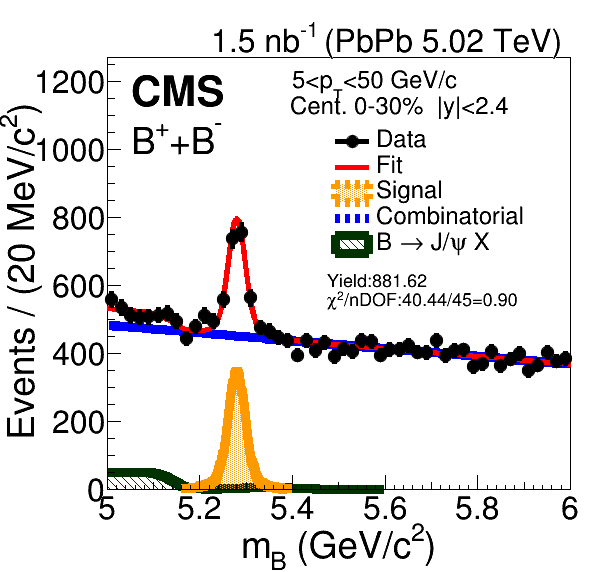 1.5 nb⁻¹ (PbPb 5.02 TeV)
CMS
B⁺+B⁻
5<p_T<50 GeV/c
Cent. 0-30% |y|<2.4
Data
Fit
Signal
Combinatorial
B → J/ψ X
Yield:881.62
χ²/nDOF:40.44/45=0.90
Events / (20 MeV/c²)
1200
1000
800
600
400
200
0
5 5.2 5.4 5.6 5.8 6
m_B (GeV/c²)